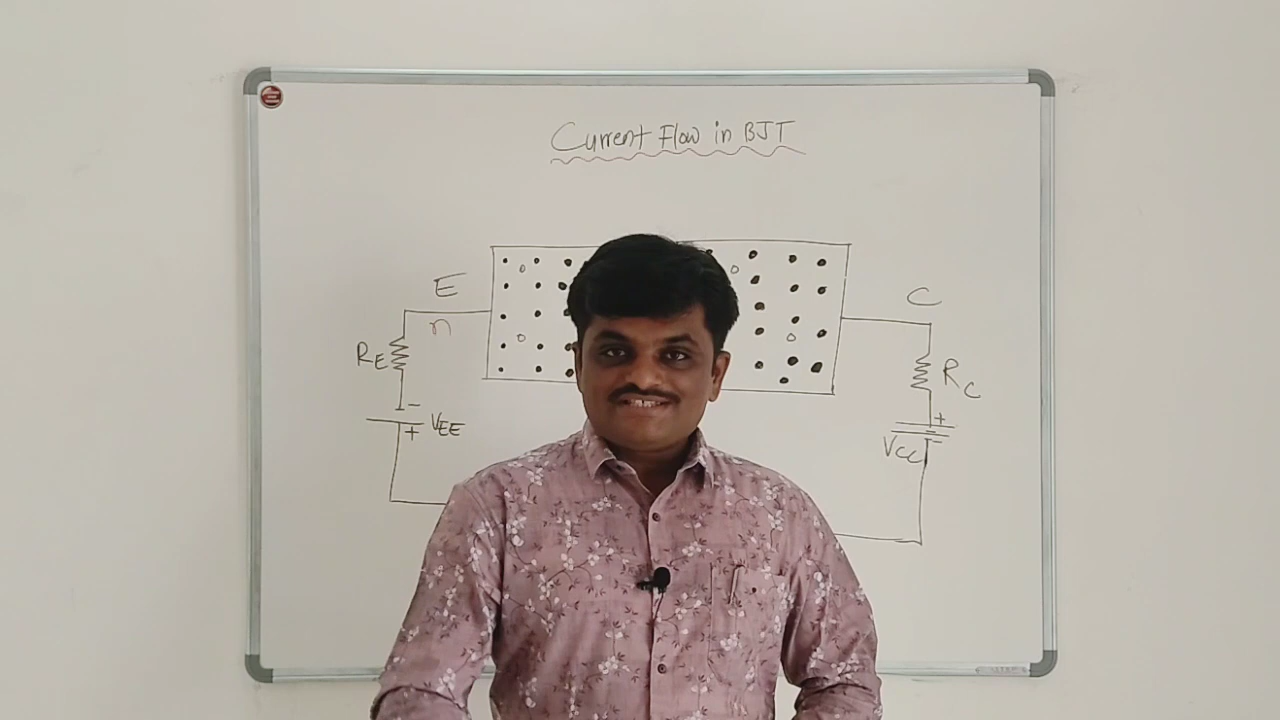 Current Flow in BJT
E
n
C
RE
RC
-
+
VEE
+
VCC